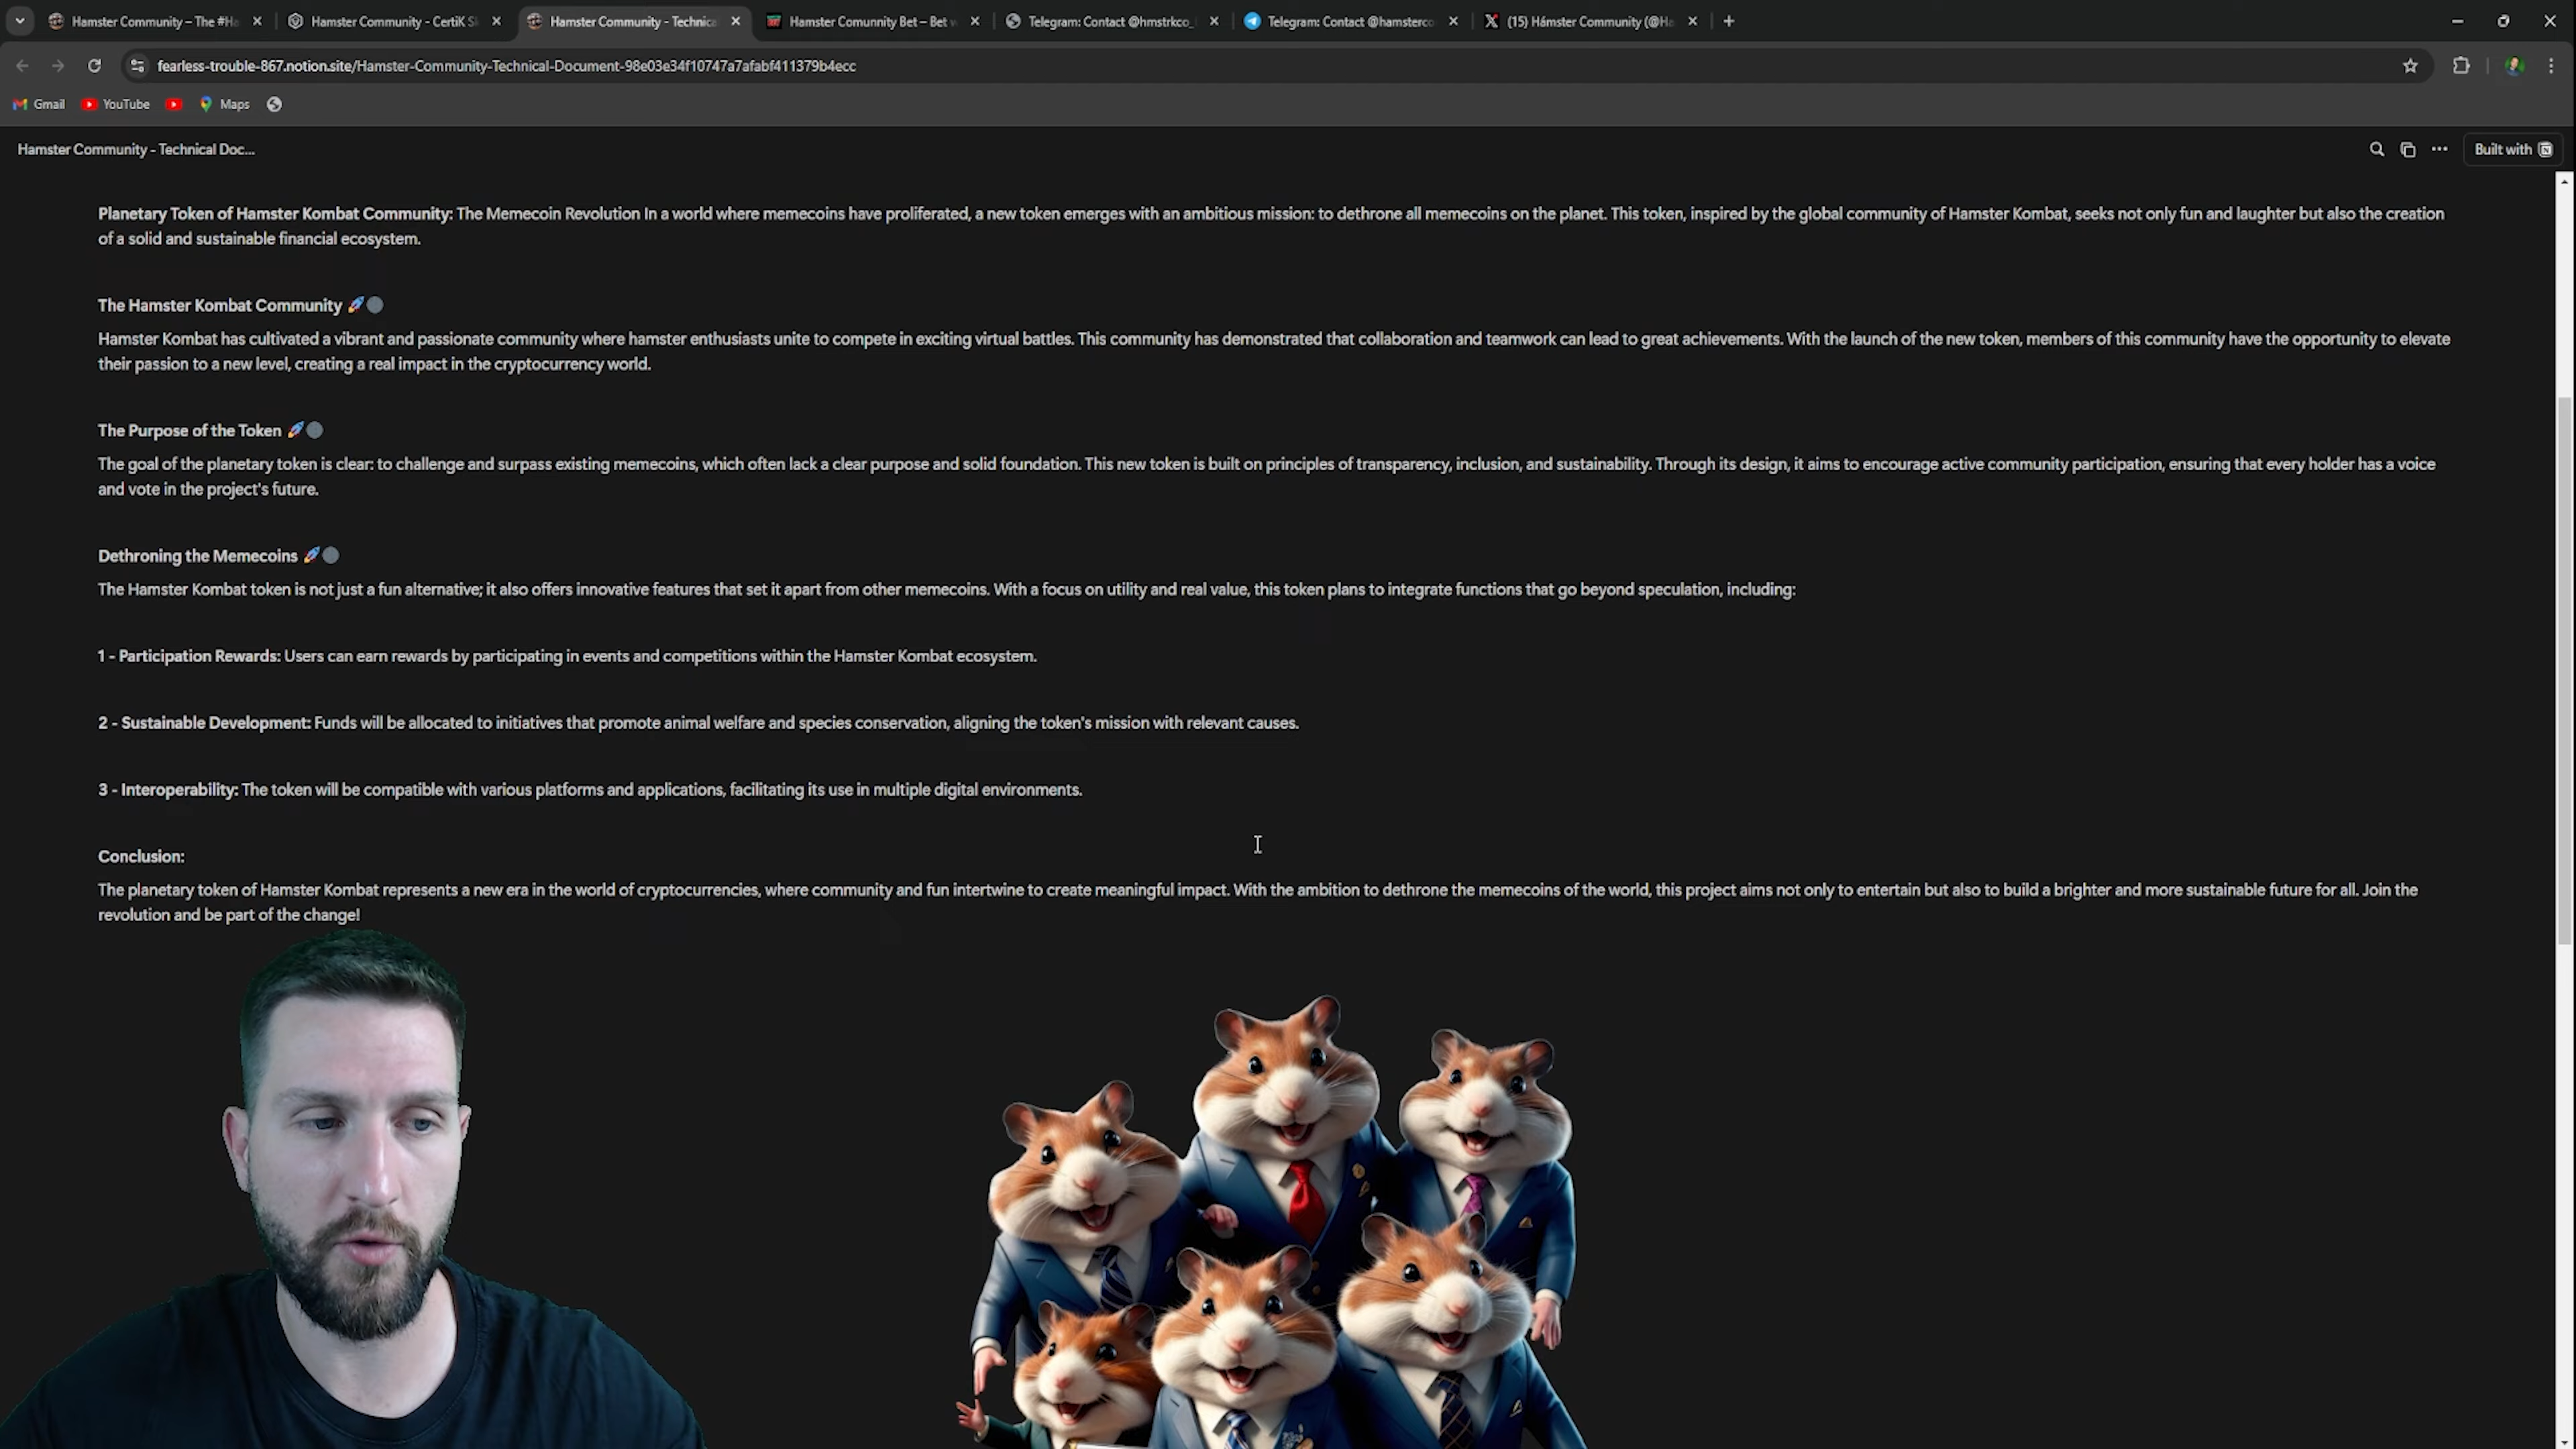 Hamster Community – The #Ha
Hamster Community - CertiK Sk
Hamster Community - Technical
Hamster Comunnity Bet – Bet w
Telegram: Contact @hmstrkco_
Telegram: Contact @hamsterco
(15) Hámster Community (@Ha
fearless-trouble-867.notion.site/Hamster-Community-Technical-Document-98e03e34f10747a7afabf411379b4ecc
Gmail
YouTube
Maps
Hamster Community - Technical Doc...
Built with
Planetary Token of Hamster Kombat Community: The Memecoin Revolution In a world where memecoins have proliferated, a new token emerges with an ambitious mission: to dethrone all memecoins on the planet. This token, inspired by the global community of Hamster Kombat, seeks not only fun and laughter but also the creation
of a solid and sustainable financial ecosystem.
The Hamster Kombat Community 🚀🌑
Hamster Kombat has cultivated a vibrant and passionate community where hamster enthusiasts unite to compete in exciting virtual battles. This community has demonstrated that collaboration and teamwork can lead to great achievements. With the launch of the new token, members of this community have the opportunity to elevate
their passion to a new level, creating a real impact in the cryptocurrency world.
The Purpose of the Token 🚀🌑
The goal of the planetary token is clear: to challenge and surpass existing memecoins, which often lack a clear purpose and solid foundation. This new token is built on principles of transparency, inclusion, and sustainability. Through its design, it aims to encourage active community participation, ensuring that every holder has a voice
and vote in the project's future.
Dethroning the Memecoins 🚀🌑
The Hamster Kombat token is not just a fun alternative; it also offers innovative features that set it apart from other memecoins. With a focus on utility and real value, this token plans to integrate functions that go beyond speculation, including:
1 - Participation Rewards: Users can earn rewards by participating in events and competitions within the Hamster Kombat ecosystem.
2 - Sustainable Development: Funds will be allocated to initiatives that promote animal welfare and species conservation, aligning the token's mission with relevant causes.
3 - Interoperability: The token will be compatible with various platforms and applications, facilitating its use in multiple digital environments.
Conclusion:
The planetary token of Hamster Kombat represents a new era in the world of cryptocurrencies, where community and fun intertwine to create meaningful impact. With the ambition to dethrone the memecoins of the world, this project aims not only to entertain but also to build a brighter and more sustainable future for all. Join the
revolution and be part of the change!